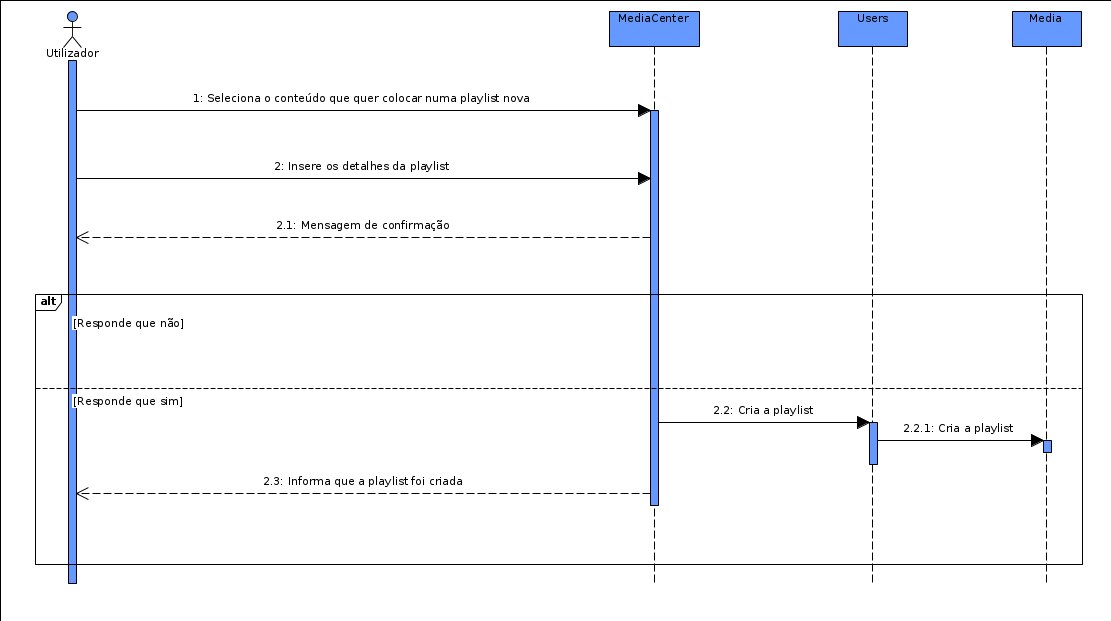 Utilizador
MediaCenter
Users
Media
1: Seleciona o conteúdo que quer colocar numa playlist nova
2: Insere os detalhes da playlist
2.1: Mensagem de confirmação
alt
[Responde que não]
[Responde que sim]
2.2: Cria a playlist
2.2.1: Cria a playlist
2.3: Informa que a playlist foi criada